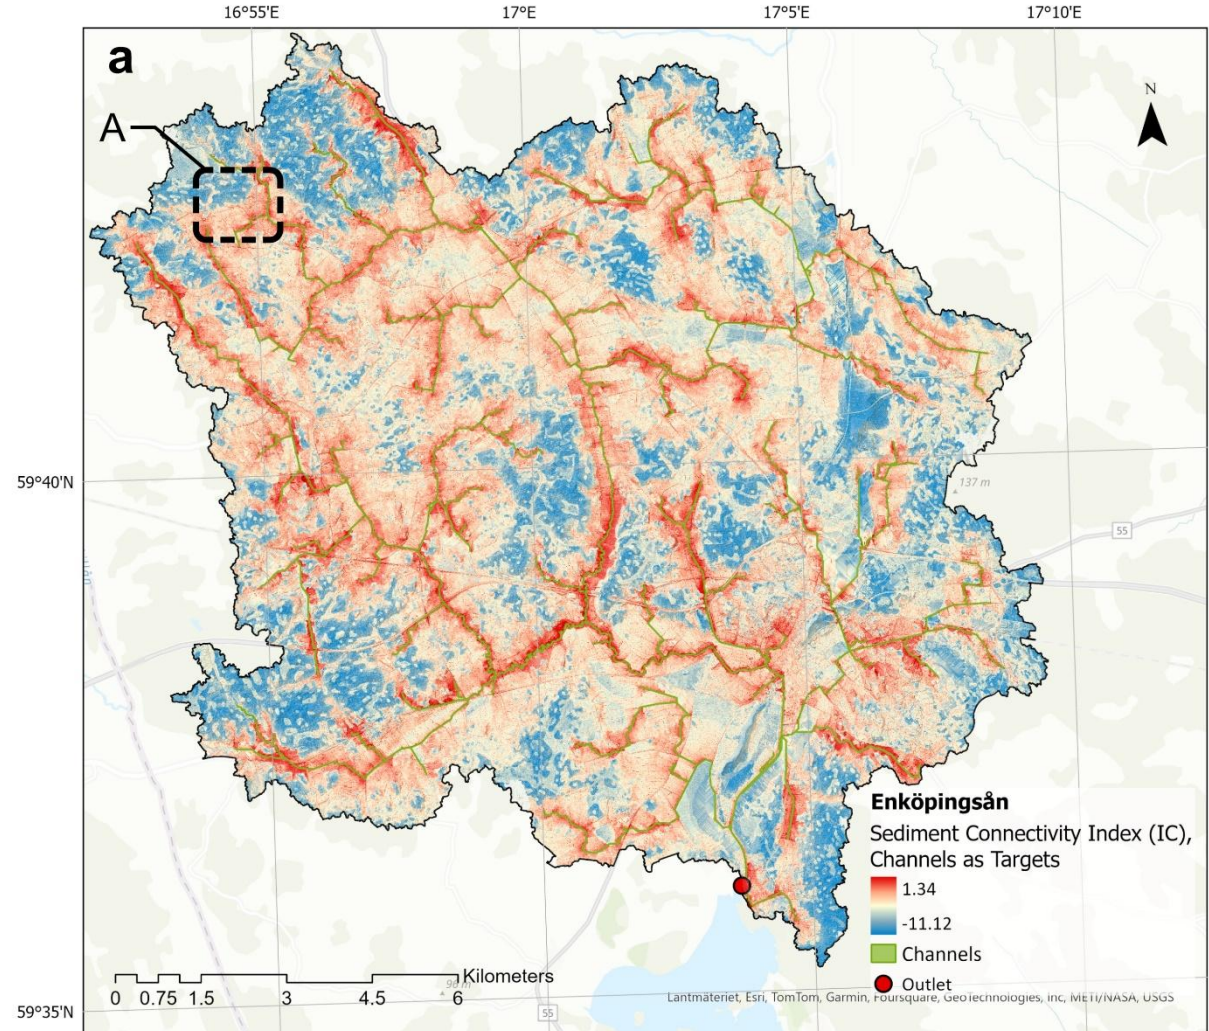 16°55'E 17°E 17°5'E 17°10'E
a
N
A
59°40'N
137 m
55
Enköpingsån
Sediment Connectivity Index (IC),
Channels as Targets
1.34
-11.12
Channels
Outlet
Kilometers
0 0.75 1.5 3 4.5 6
Lantmäteriet, Esri, TomTom, Garmin, Foursquare, GeoTechnologies, Inc, METI/NASA, USGS
59°35'N
55